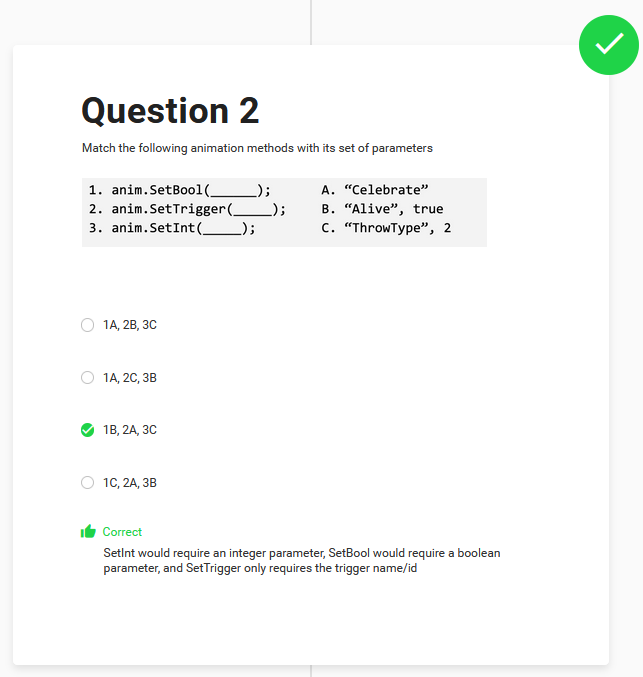 Question 2
Match the following animation methods with its set of parameters
1. anim.SetBool(______); A. “Celebrate”
2. anim.SetTrigger(_____); B. “Alive”, true
3. anim.SetInt(_____); C. “ThrowType”, 2
1A, 2B, 3C
1A, 2C, 3B
1B, 2A, 3C
1C, 2A, 3B
Correct
SetInt would require an integer parameter, SetBool would require a boolean
parameter, and SetTrigger only requires the trigger name/id